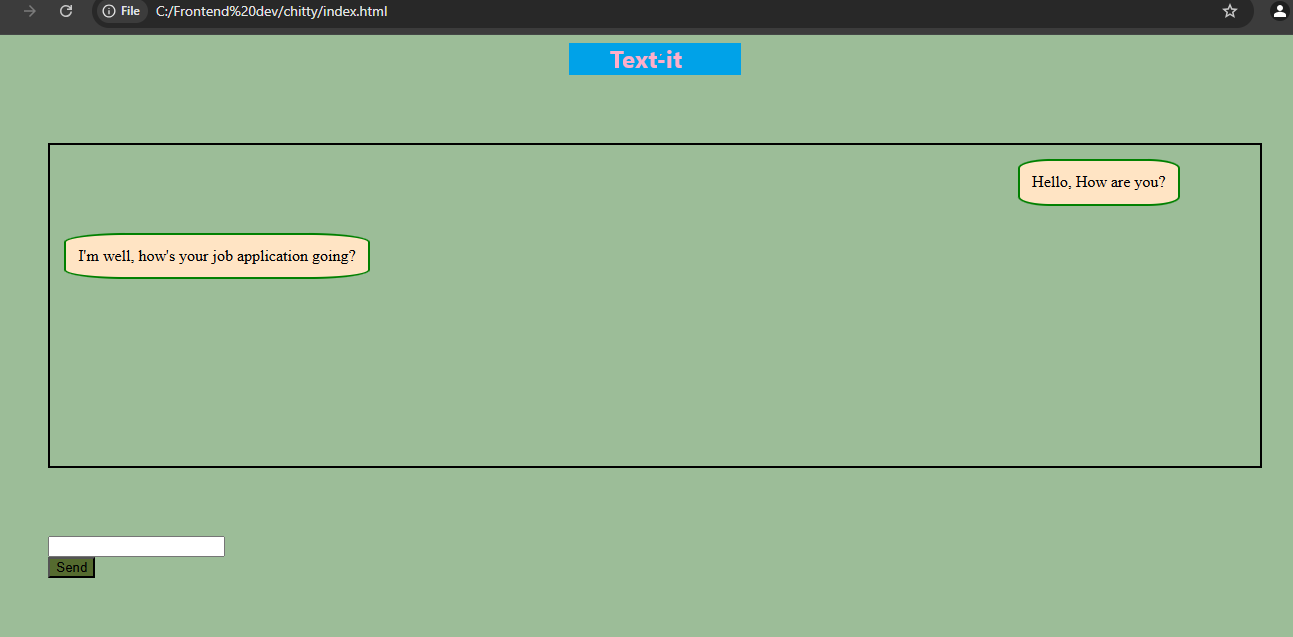 File C:/Frontend%20dev/chitty/index.html
Text-it
Hello, How are you?
I'm well, how's your job application going?
Send